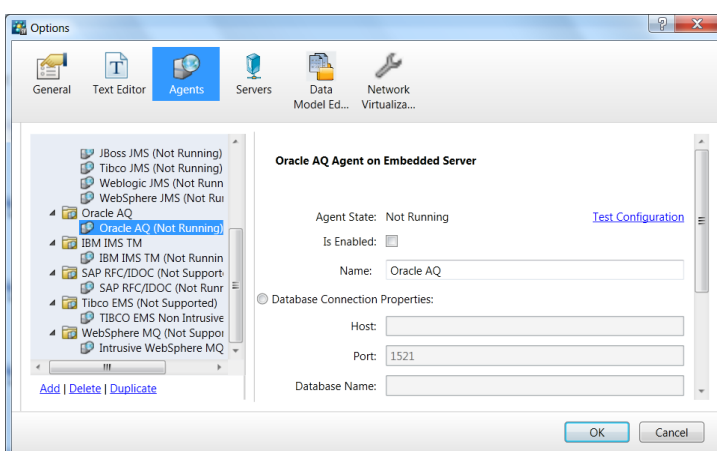 Options
General
Text Editor
Agents
Servers
Data
Model Ed...
Network
Virtualiza...
JBoss JMS (Not Running)
Tibco JMS (Not Running)
Weblogic JMS (Not Runn
WebSphere JMS (Not Ru
Oracle AQ
Oracle AQ (Not Running)
IBM IMS TM
IBM IMS TM (Not Runnin
SAP RFC/IDOC (Not Support
SAP RFC/IDOC (Not Runr
Tibco EMS (Not Supported)
TIBCO EMS Non Intrusive
WebSphere MQ (Not Suppor
Intrusive WebSphere MQ
Add | Delete | Duplicate
Oracle AQ Agent on Embedded Server
Agent State: Not Running Test Configuration
Is Enabled:
Name: Oracle AQ
Database Connection Properties:
Host:
Port: 1521
Database Name:
OK Cancel